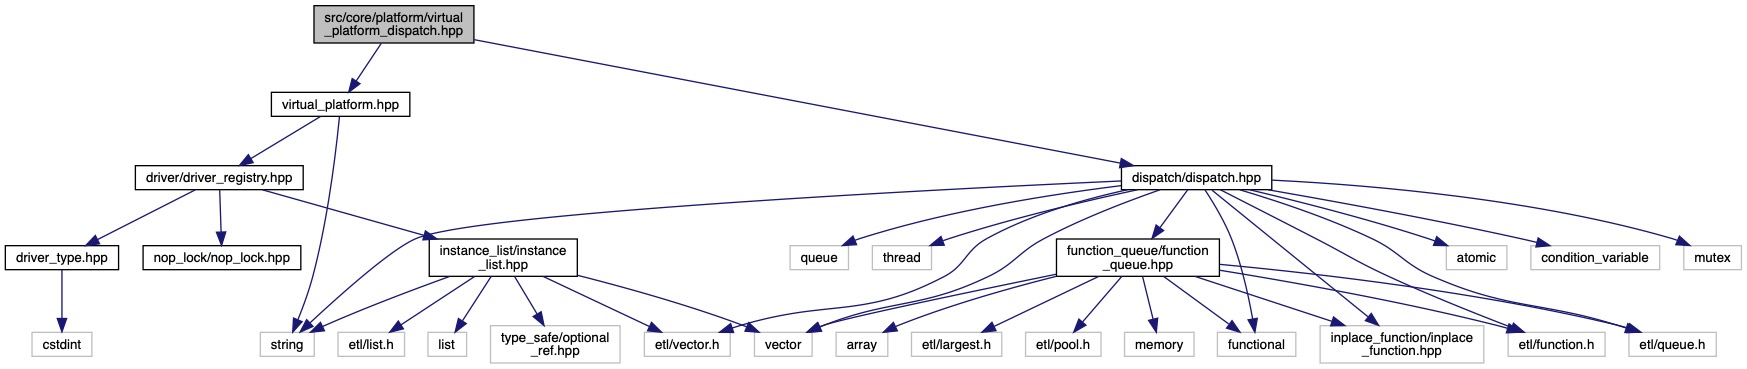 src/core/platform/virtual
_platform_dispatch.hpp
virtual_platform.hpp
driver/driver_registry.hpp
dispatch/dispatch.hpp
driver_type.hpp
nop_lock/nop_lock.hpp
instance_list/instance
_list.hpp
queue
thread
function_queue/function
_queue.hpp
atomic
condition_variable
mutex
cstdint
string
etl/list.h
list
type_safe/optional
_ref.hpp
etl/vector.h
vector
array
etl/largest.h
etl/pool.h
memory
functional
inplace_function/inplace
_function.hpp
etl/function.h
etl/queue.h